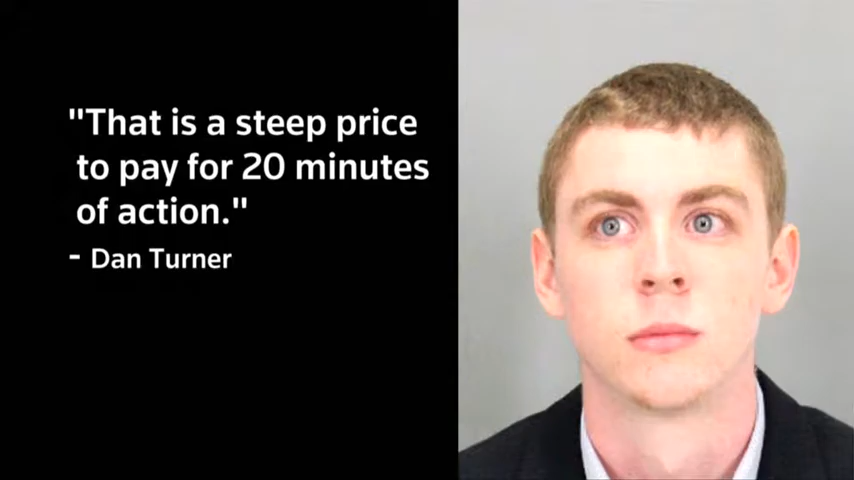 "That is a steep price
to pay for 20 minutes
of action."
- Dan Turner